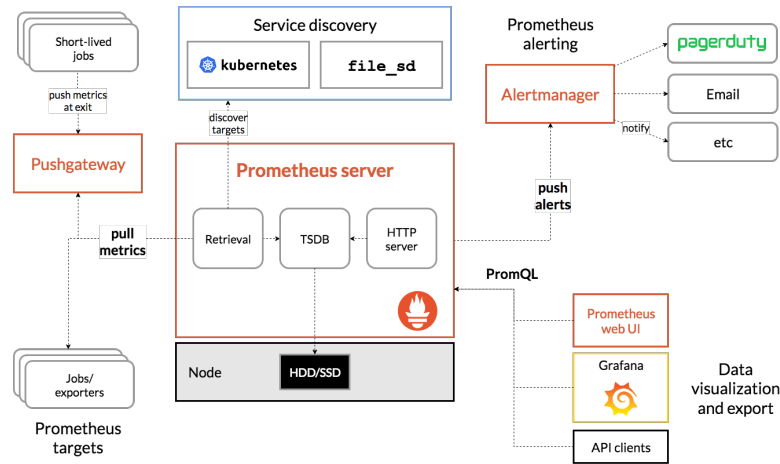 Short-lived
jobs
push metrics
at exit
Pushgateway
pull
metrics
Jobs/
exporters
Prometheus
targets
Service discovery
kubernetes
file_sd
discover
targets
Prometheus server
Retrieval
TSDB
HTTP
server
Node
HDD/SSD
Prometheus
alerting
Alertmanager
pagerduty
Email
notify
etc
push
alerts
PromQL
Prometheus
web UI
Grafana
API clients
Data
visualization
and export